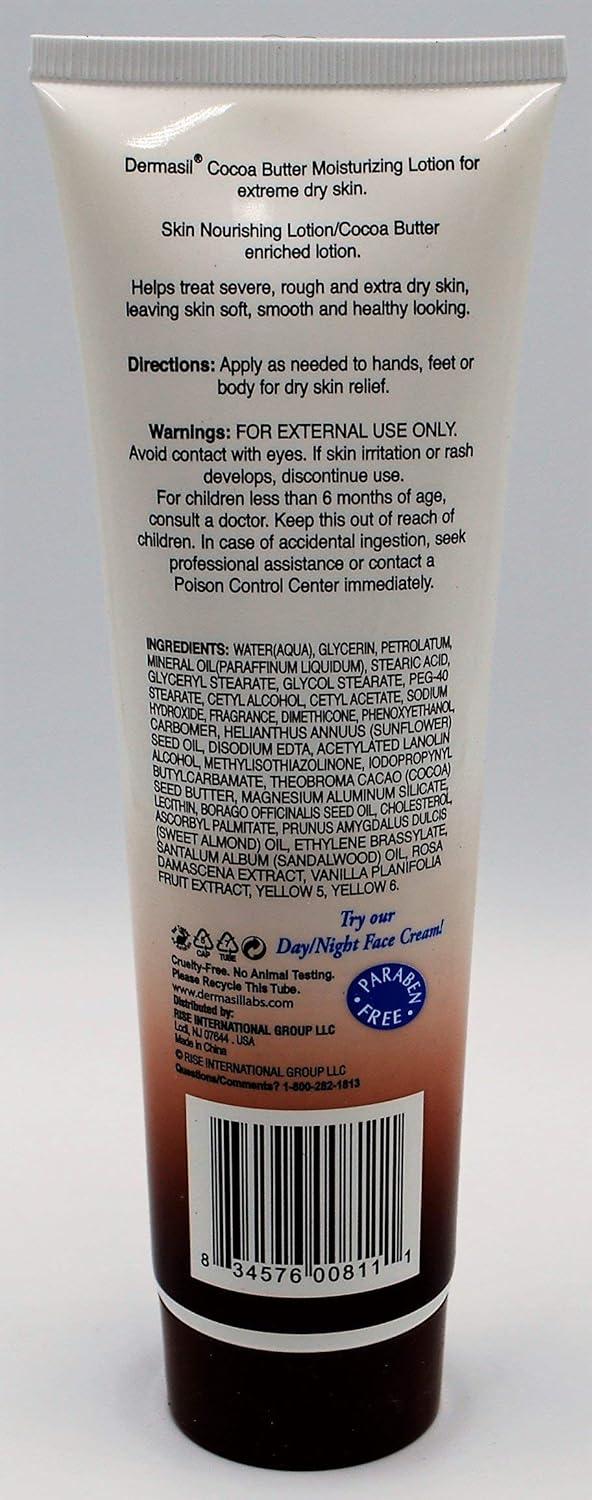 Dermasil® Cocoa Butter Moisturizing Lotion for
extreme dry skin.
Skin Nourishing Lotion/Cocoa Butter
enriched lotion.
Helps treat severe, rough and extra dry skin,
leaving skin soft, smooth and healthy looking.
Directions: Apply as needed to hands, feet or
body for dry skin relief.
Warnings: FOR EXTERNAL USE ONLY.
Avoid contact with eyes. If skin irritation or rash
develops, discontinue use.
For children less than 6 months of age,
consult a doctor. Keep this out of reach of
children. In case of accidental ingestion, seek
professional assistance or contact a
Poison Control Center immediately.
INGREDIENTS: WATER(AQUA), GLYCERIN, PETROLATUM,
MINERAL OIL(PARAFFINUM LIQUIDUM), STEARIC ACID,
GLYCERYL STEARATE, GLYCOL STEARATE, PEG-40
STEARATE, CETYL ALCOHOL, CETYL ACETATE, SODIUM
HYDROXIDE, FRAGRANCE, DIMETHICONE, PHENOXYETHANOL,
CARBOMER, HELIANTHUS ANNUUS (SUNFLOWER)
SEED OIL, DISODIUM EDTA, ACETYLATED LANOLIN
ALCOHOL, METHYLISOTHIAZOLINONE, IODOPROPYNYL
BUTYLCARBAMATE, THEOBROMA CACAO (COCOA)
SEED BUTTER, MAGNESIUM ALUMINUM SILICATE,
LECITHIN, BORAGO OFFICINALIS SEED OIL, CHOLESTEROL,
ASCORBYL PALMITATE, PRUNUS AMYGDALUS DULCIS
(SWEET ALMOND) OIL, ETHYLENE BRASSYLATE,
SANTALUM ALBUM (SANDALWOOD) OIL, ROSA
DAMASCENA EXTRACT, VANILLA PLANIFOLIA
FRUIT EXTRACT, YELLOW 5, YELLOW 6.
Try our
Day/Night Face Cream!
CAP
TUBE
Cruelty-Free. No Animal Testing.
Please Recycle This Tube.
www.dermasillabs.com
Distributed by:
RISE INTERNATIONAL GROUP LLC
Lodi, NJ 07644 . USA
Made in China
© RISE INTERNATIONAL GROUP LLC
Questions/Comments? 1-800-282-1813
• PARABEN •
FREE
8 34576 00811 1